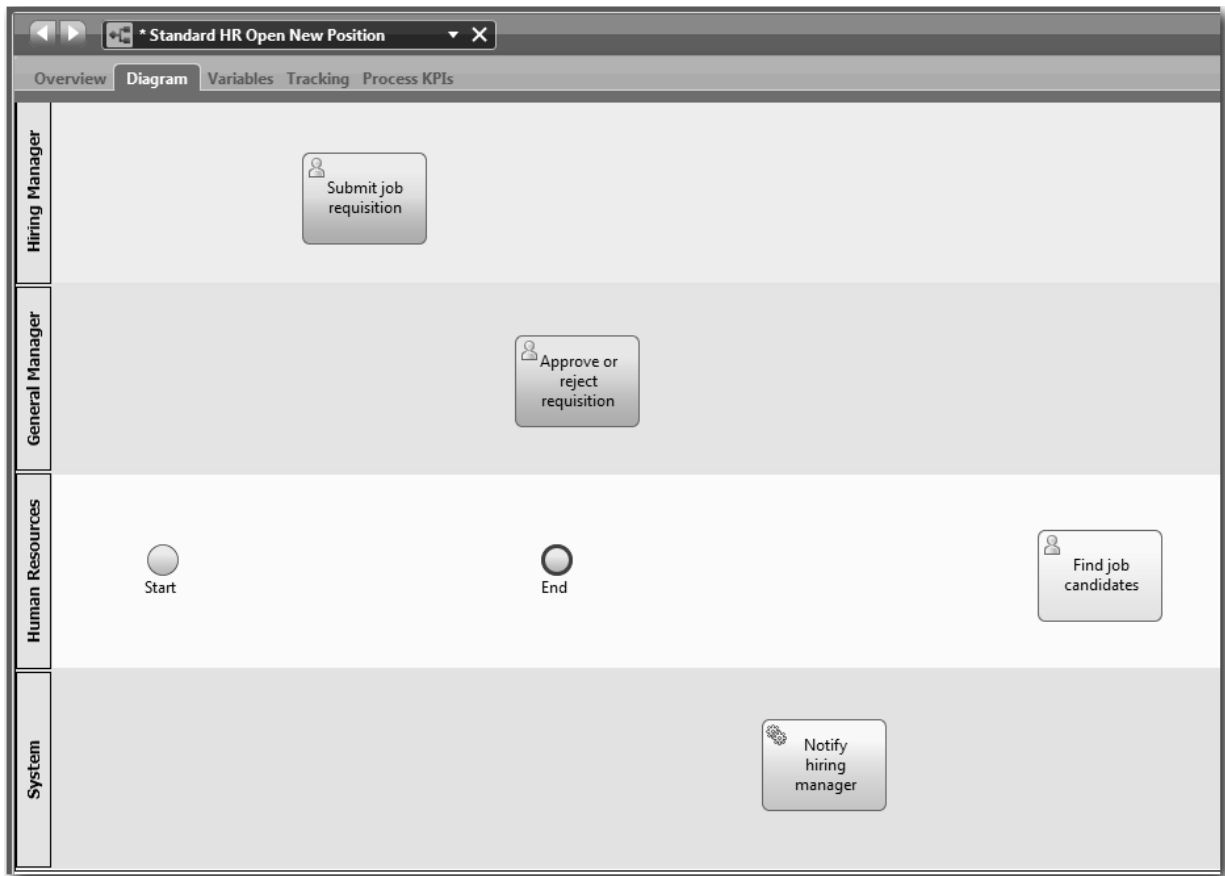 * Standard HR Open New Position
Overview Diagram Variables Tracking Process KPIs
Hiring Manager
Submit job
requisition
General Manager
Approve or
reject
requisition
Human Resources
Start
End
Find job
candidates
System
Notify
hiring
manager